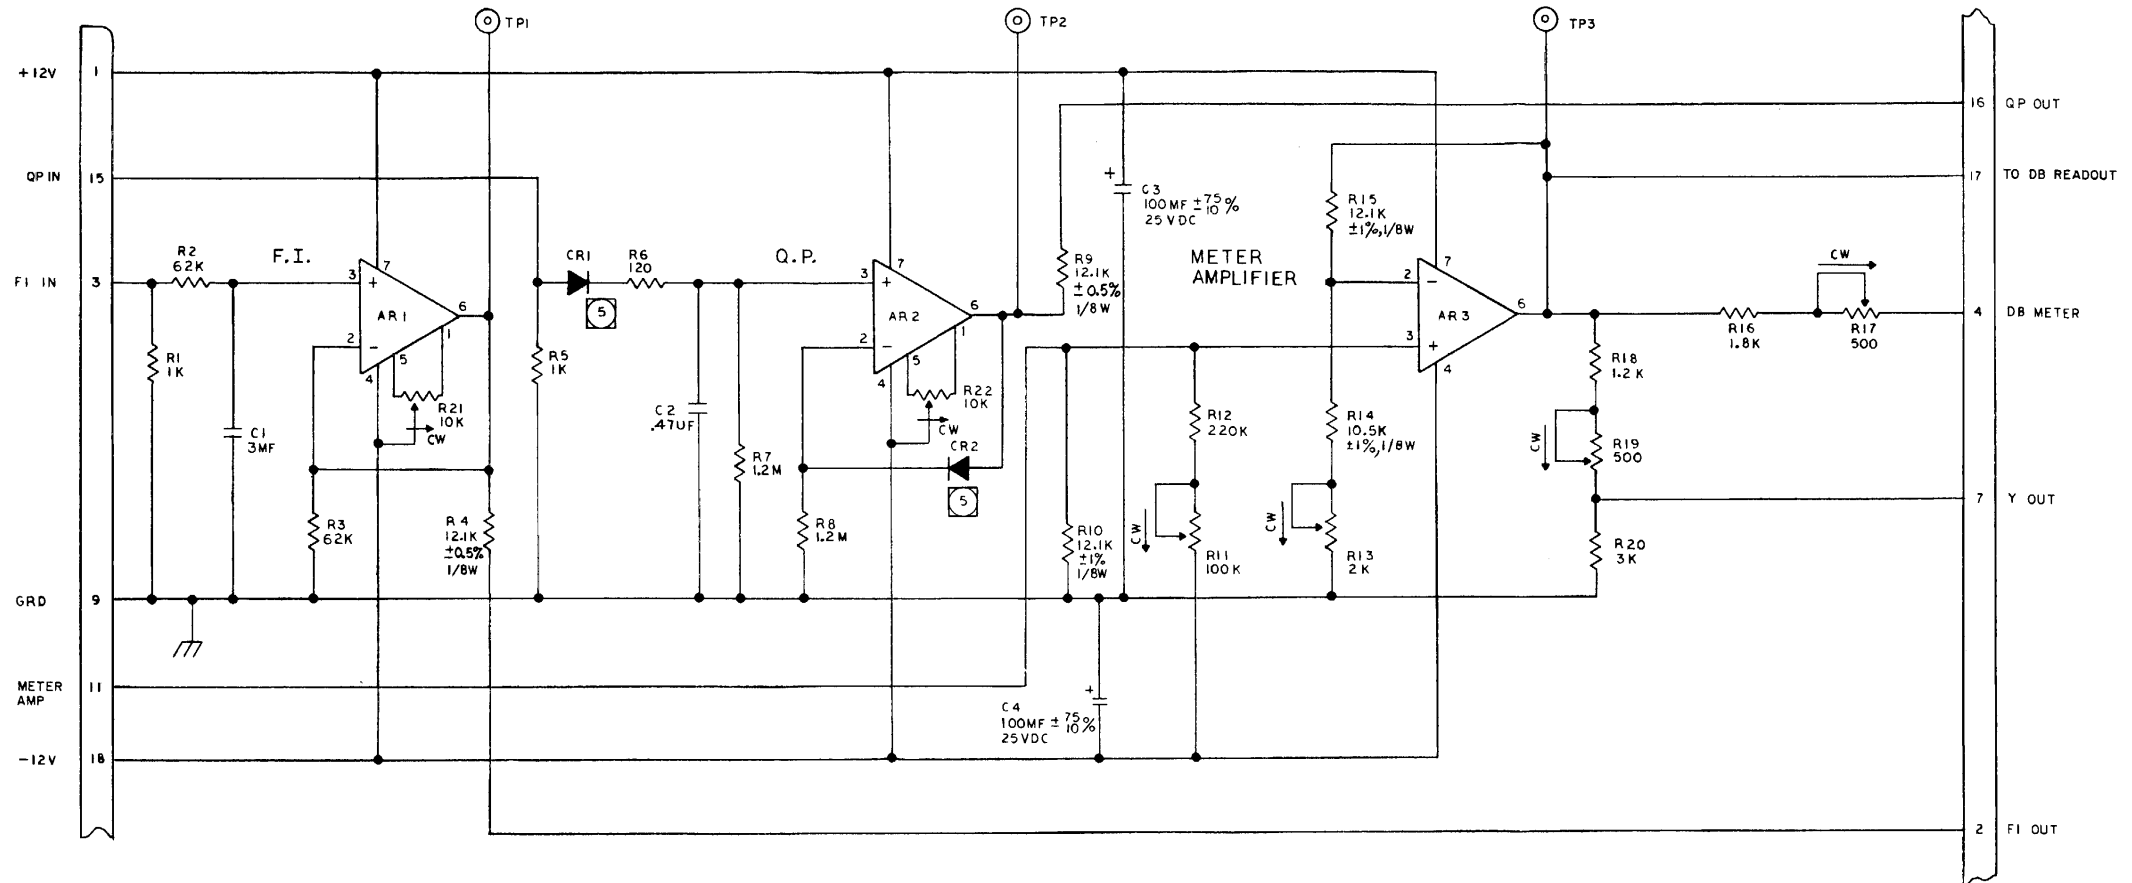 TP1
TP2
TP3
+12V 1
16 QP OUT
QP IN 15
17 TO DB READOUT
C3
100MF ± 75/10 %
25 VDC
R15
12.1K
±1%, 1/8W
R2
62K
F.I.
CR1
5
R6
120
Q.P.
R9
12.1K
± 0.5%
1/8W
METER
AMPLIFIER
FI IN 3
3
+
7
AR1
6
1
2
−
5
4
3
+
7
AR2
6
1
2
−
5
4
7
2
−
AR3
6
3
+
4
CW
R16
1.8K
R17
500
4 DB METER
R1
1K
R5
1K
R18
1.2K
R21
10K
CW
C1
3MF
C2
.47UF
R22
10K
CW
CR2
5
R12
220K
R14
10.5K
±1%, 1/8W
CW
R19
500
R7
1.2M
7 Y OUT
R3
62K
R4
12.1K
±0.5%
1/8W
R8
1.2M
R10
12.1K
±1%
1/8W
CW
R11
100K
CW
R13
2K
R20
3K
GRD 9
METER
AMP
11
C4
100MF ± 75/10 %
25VDC
−12V 18
2 FI OUT